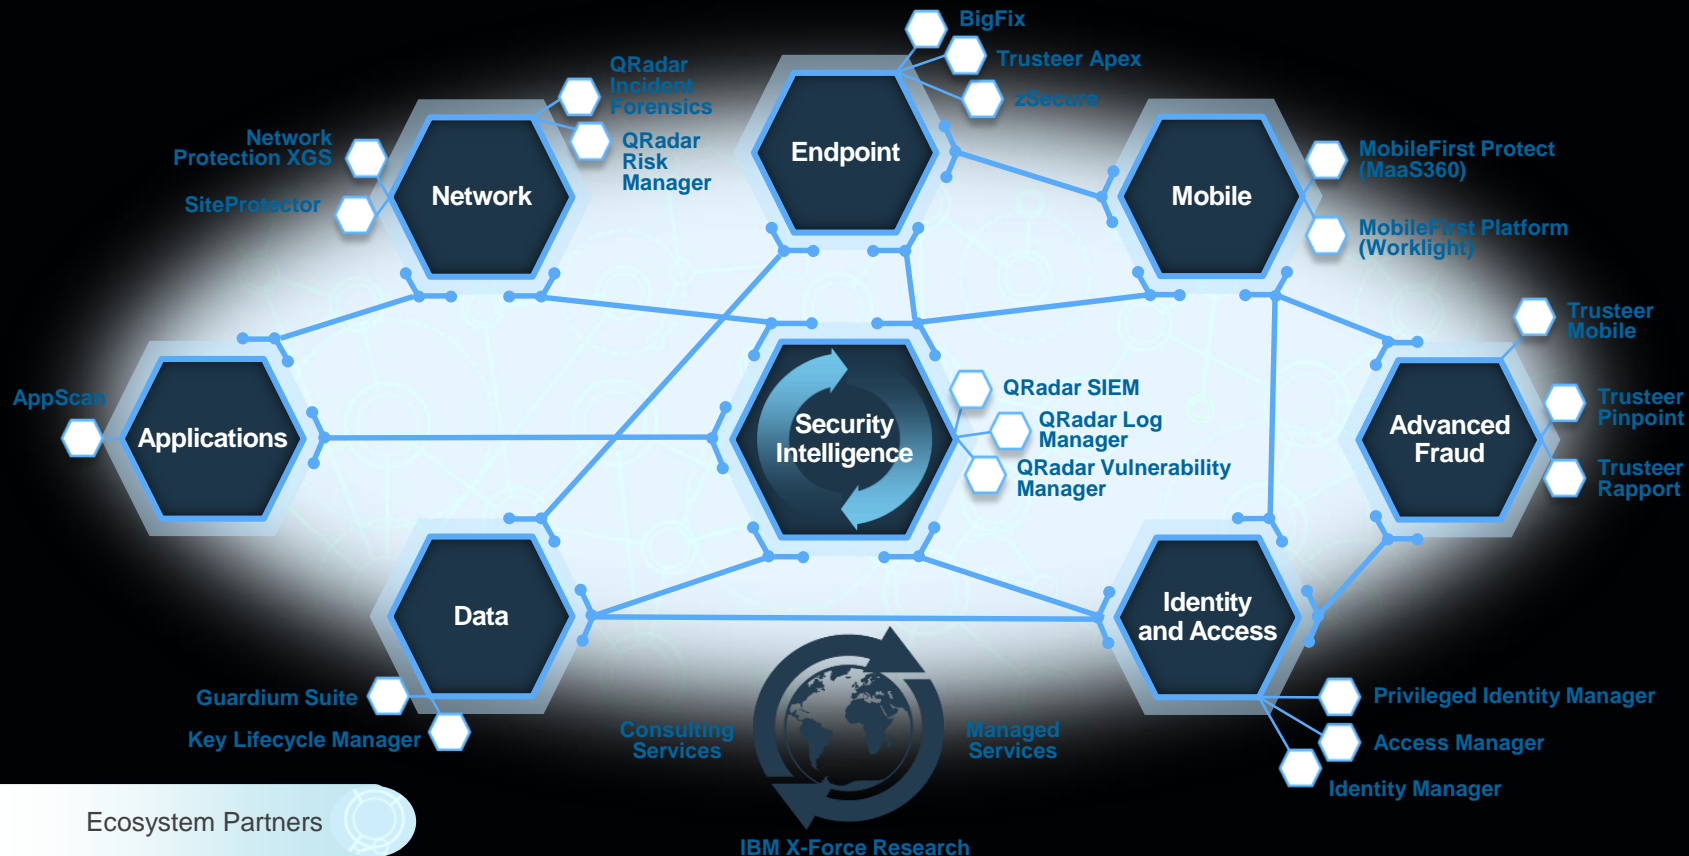 BigFix
Trusteer Apex
zSecure
Endpoint
QRadar
Incident
Forensics
QRadar
Risk
Manager
Network
Protection XGS
SiteProtector
Network
Mobile
MobileFirst Protect
(MaaS360)
MobileFirst Platform
(Worklight)
Trusteer
Mobile
Trusteer
Pinpoint
Trusteer
Rapport
Advanced
Fraud
AppScan
Applications
Security
Intelligence
QRadar SIEM
QRadar Log
Manager
QRadar Vulnerability
Manager
Data
Guardium Suite
Key Lifecycle Manager
Identity
and Access
Privileged Identity Manager
Access Manager
Identity Manager
Consulting
Services
Managed
Services
IBM X-Force Research
Ecosystem Partners